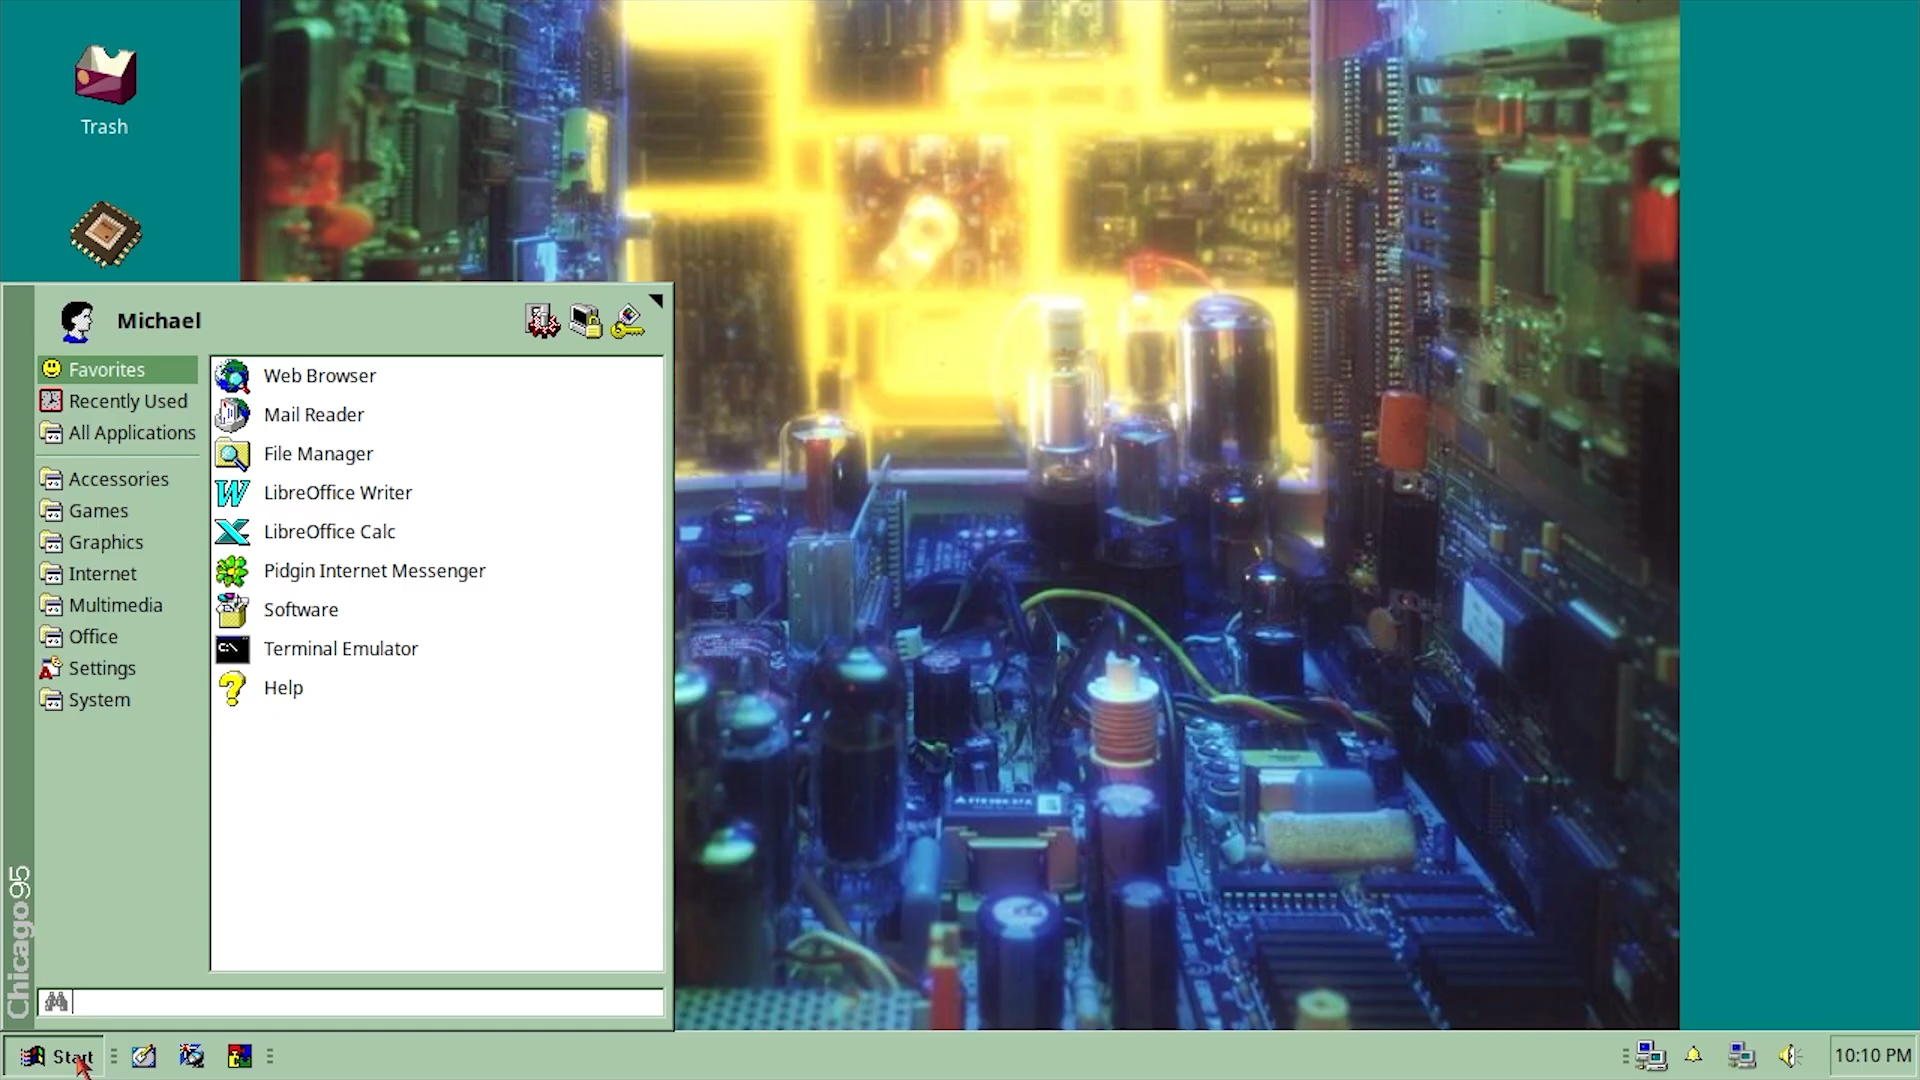 Trash
Michael
Favorites
Recently Used
All Applications
Accessories
Games
Graphics
Internet
Multimedia
Office
Settings
System
Web Browser
Mail Reader
File Manager
LibreOffice Writer
LibreOffice Calc
Pidgin Internet Messenger
Software
C:\
Terminal Emulator
Help
Chicago95
Start
10:10 PM